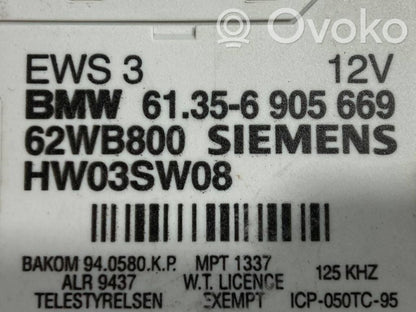 Ovoko
EWS 3 12V
BMW 61.35-6 905 669
62WB800 SIEMENS
HW03SW08
BAKOM 94.0580.K.P. MPT 1337
ALR 9437 W.T. LICENCE 125 KHZ
TELESTYRELSEN EXEMPT ICP-050TC-95